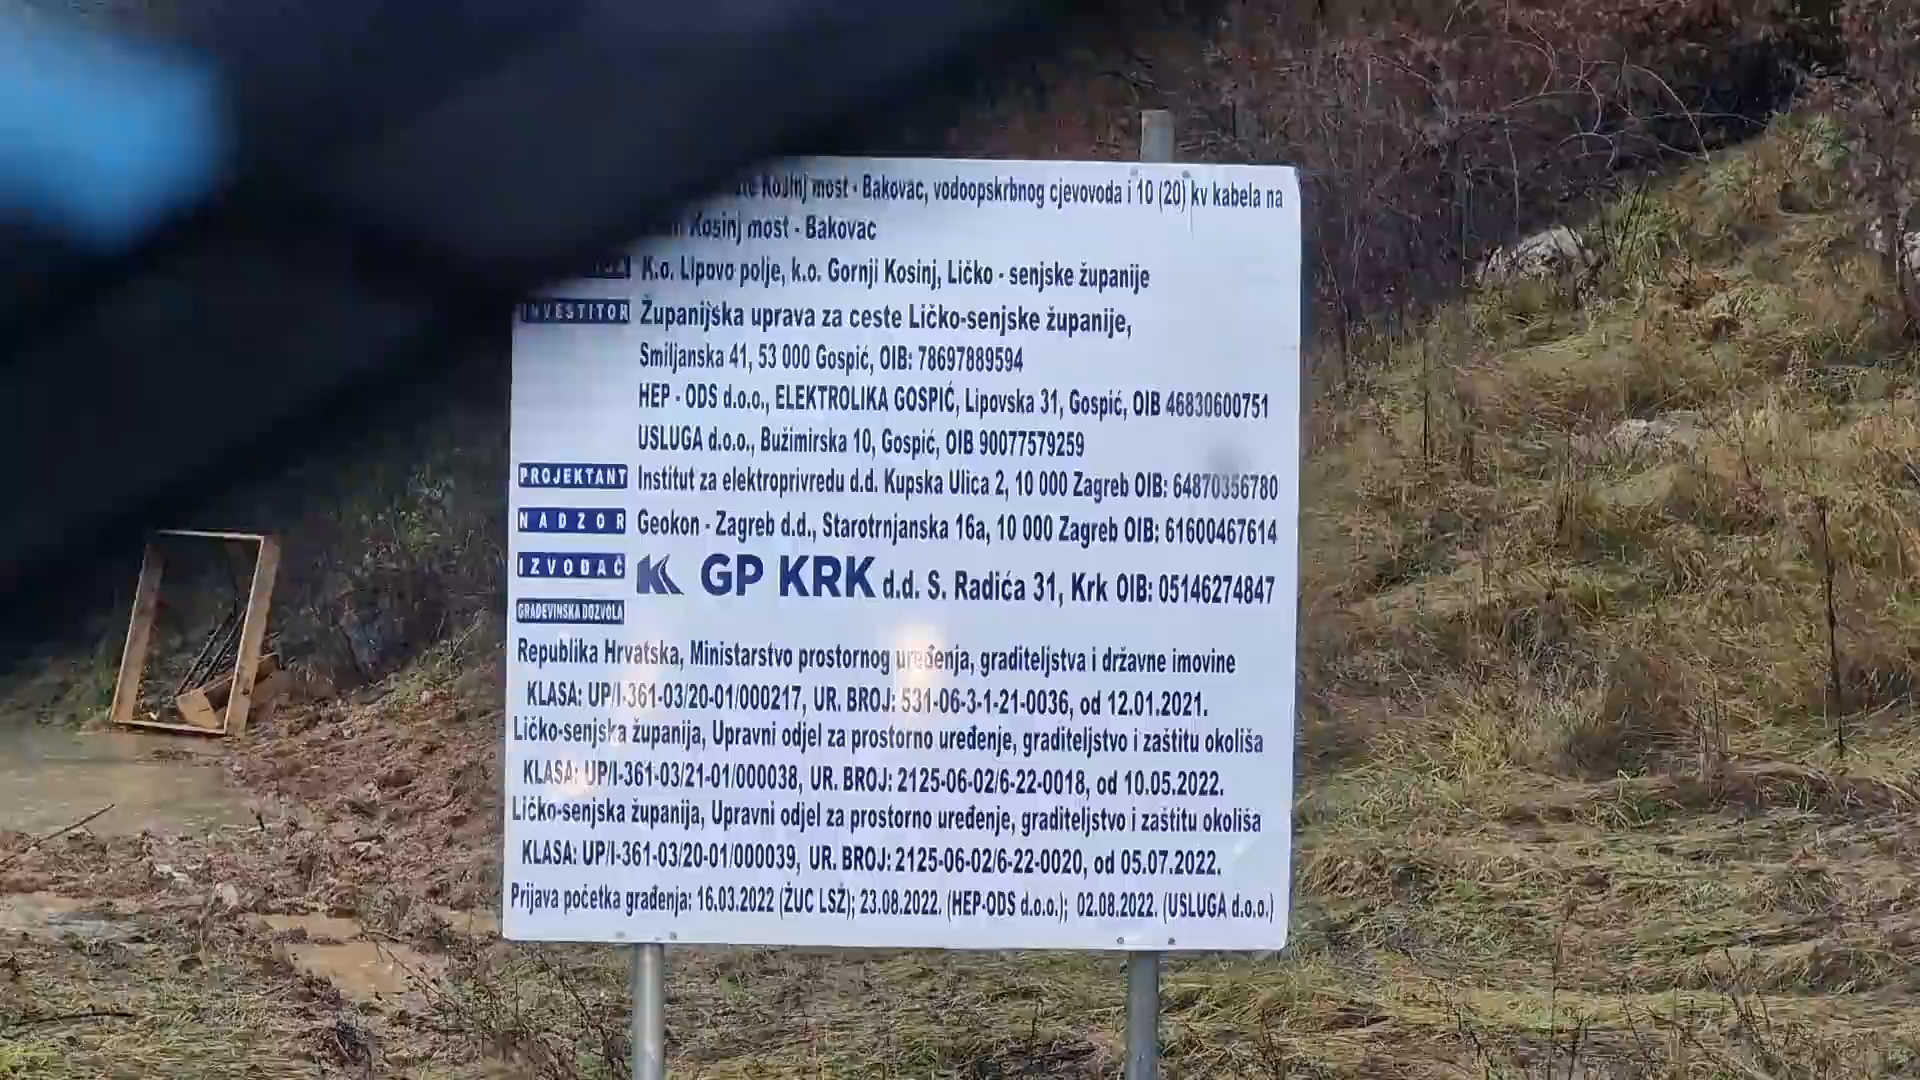 Kosinj most - Bakovac, vodoopskrbnog cjevovoda i 10 (20) kv kabela na
Kosinj most - Bakovac
K.o. Lipovo polje, k.o. Gornji Kosinj, Ličko - senjske županije
INVESTITOR Županijska uprava za ceste Ličko-senjske županije,
Smiljanska 41, 53 000 Gospić, OIB: 78697889594
HEP - ODS d.o.o., ELEKTROLIKA GOSPIĆ, Lipovska 31, Gospić, OIB 46830600751
USLUGA d.o.o., Bužimirska 10, Gospić, OIB 90077579259
PROJEKTANT Institut za elektroprivredu d.d. Kupska Ulica 2, 10 000 Zagreb OIB: 64870356780
NADZOR Geokon - Zagreb d.d., Starotrnjanska 16a, 10 000 Zagreb OIB: 61600467614
IZVOĐAČ GP KRK d.d. S. Radića 31, Krk OIB: 05146274847
GRAĐEVINSKA DOZVOLA
Republika Hrvatska, Ministarstvo prostornog uređenja, graditeljstva i državne imovine
KLASA: UP/I-361-03/20-01/000217, UR. BROJ: 531-06-3-1-21-0036, od 12.01.2021.
Ličko-senjska županija, Upravni odjel za prostorno uređenje, graditeljstvo i zaštitu okoliša
KLASA: UP/I-361-03/21-01/000038, UR. BROJ: 2125-06-02/6-22-0018, od 10.05.2022.
Ličko-senjska županija, Upravni odjel za prostorno uređenje, graditeljstvo i zaštitu okoliša
KLASA: UP/I-361-03/20-01/000039, UR. BROJ: 2125-06-02/6-22-0020, od 05.07.2022.
Prijava početka građenja: 16.03.2022 (ŽUC LSŽ); 23.08.2022. (HEP-ODS d.o.o.); 02.08.2022. (USLUGA d.o.o.)